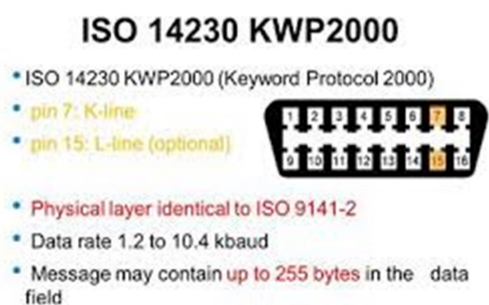 ISO 14230 KWP2000
• ISO 14230 KWP2000 (Keyword Protocol 2000)
• pin 7: K-line
• pin 15: L-line (optional)
1 2 3 4 5 6 7 8
9 10 11 12 13 14 15 16
• Physical layer identical to ISO 9141-2
• Data rate 1.2 to 10.4 kbaud
• Message may contain up to 255 bytes in the data
field